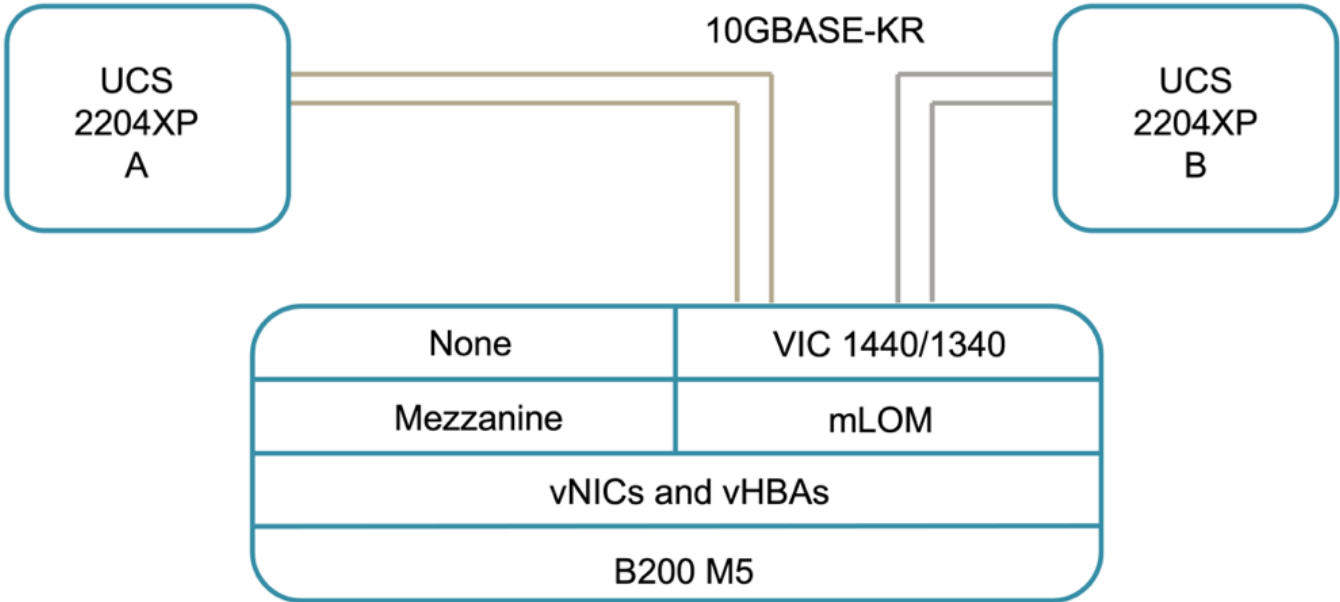 10GBASE-KR
UCS
2204XP
A
UCS
2204XP
B
None
VIC 1440/1340
Mezzanine
mLOM
vNICs and vHBAs
B200 M5